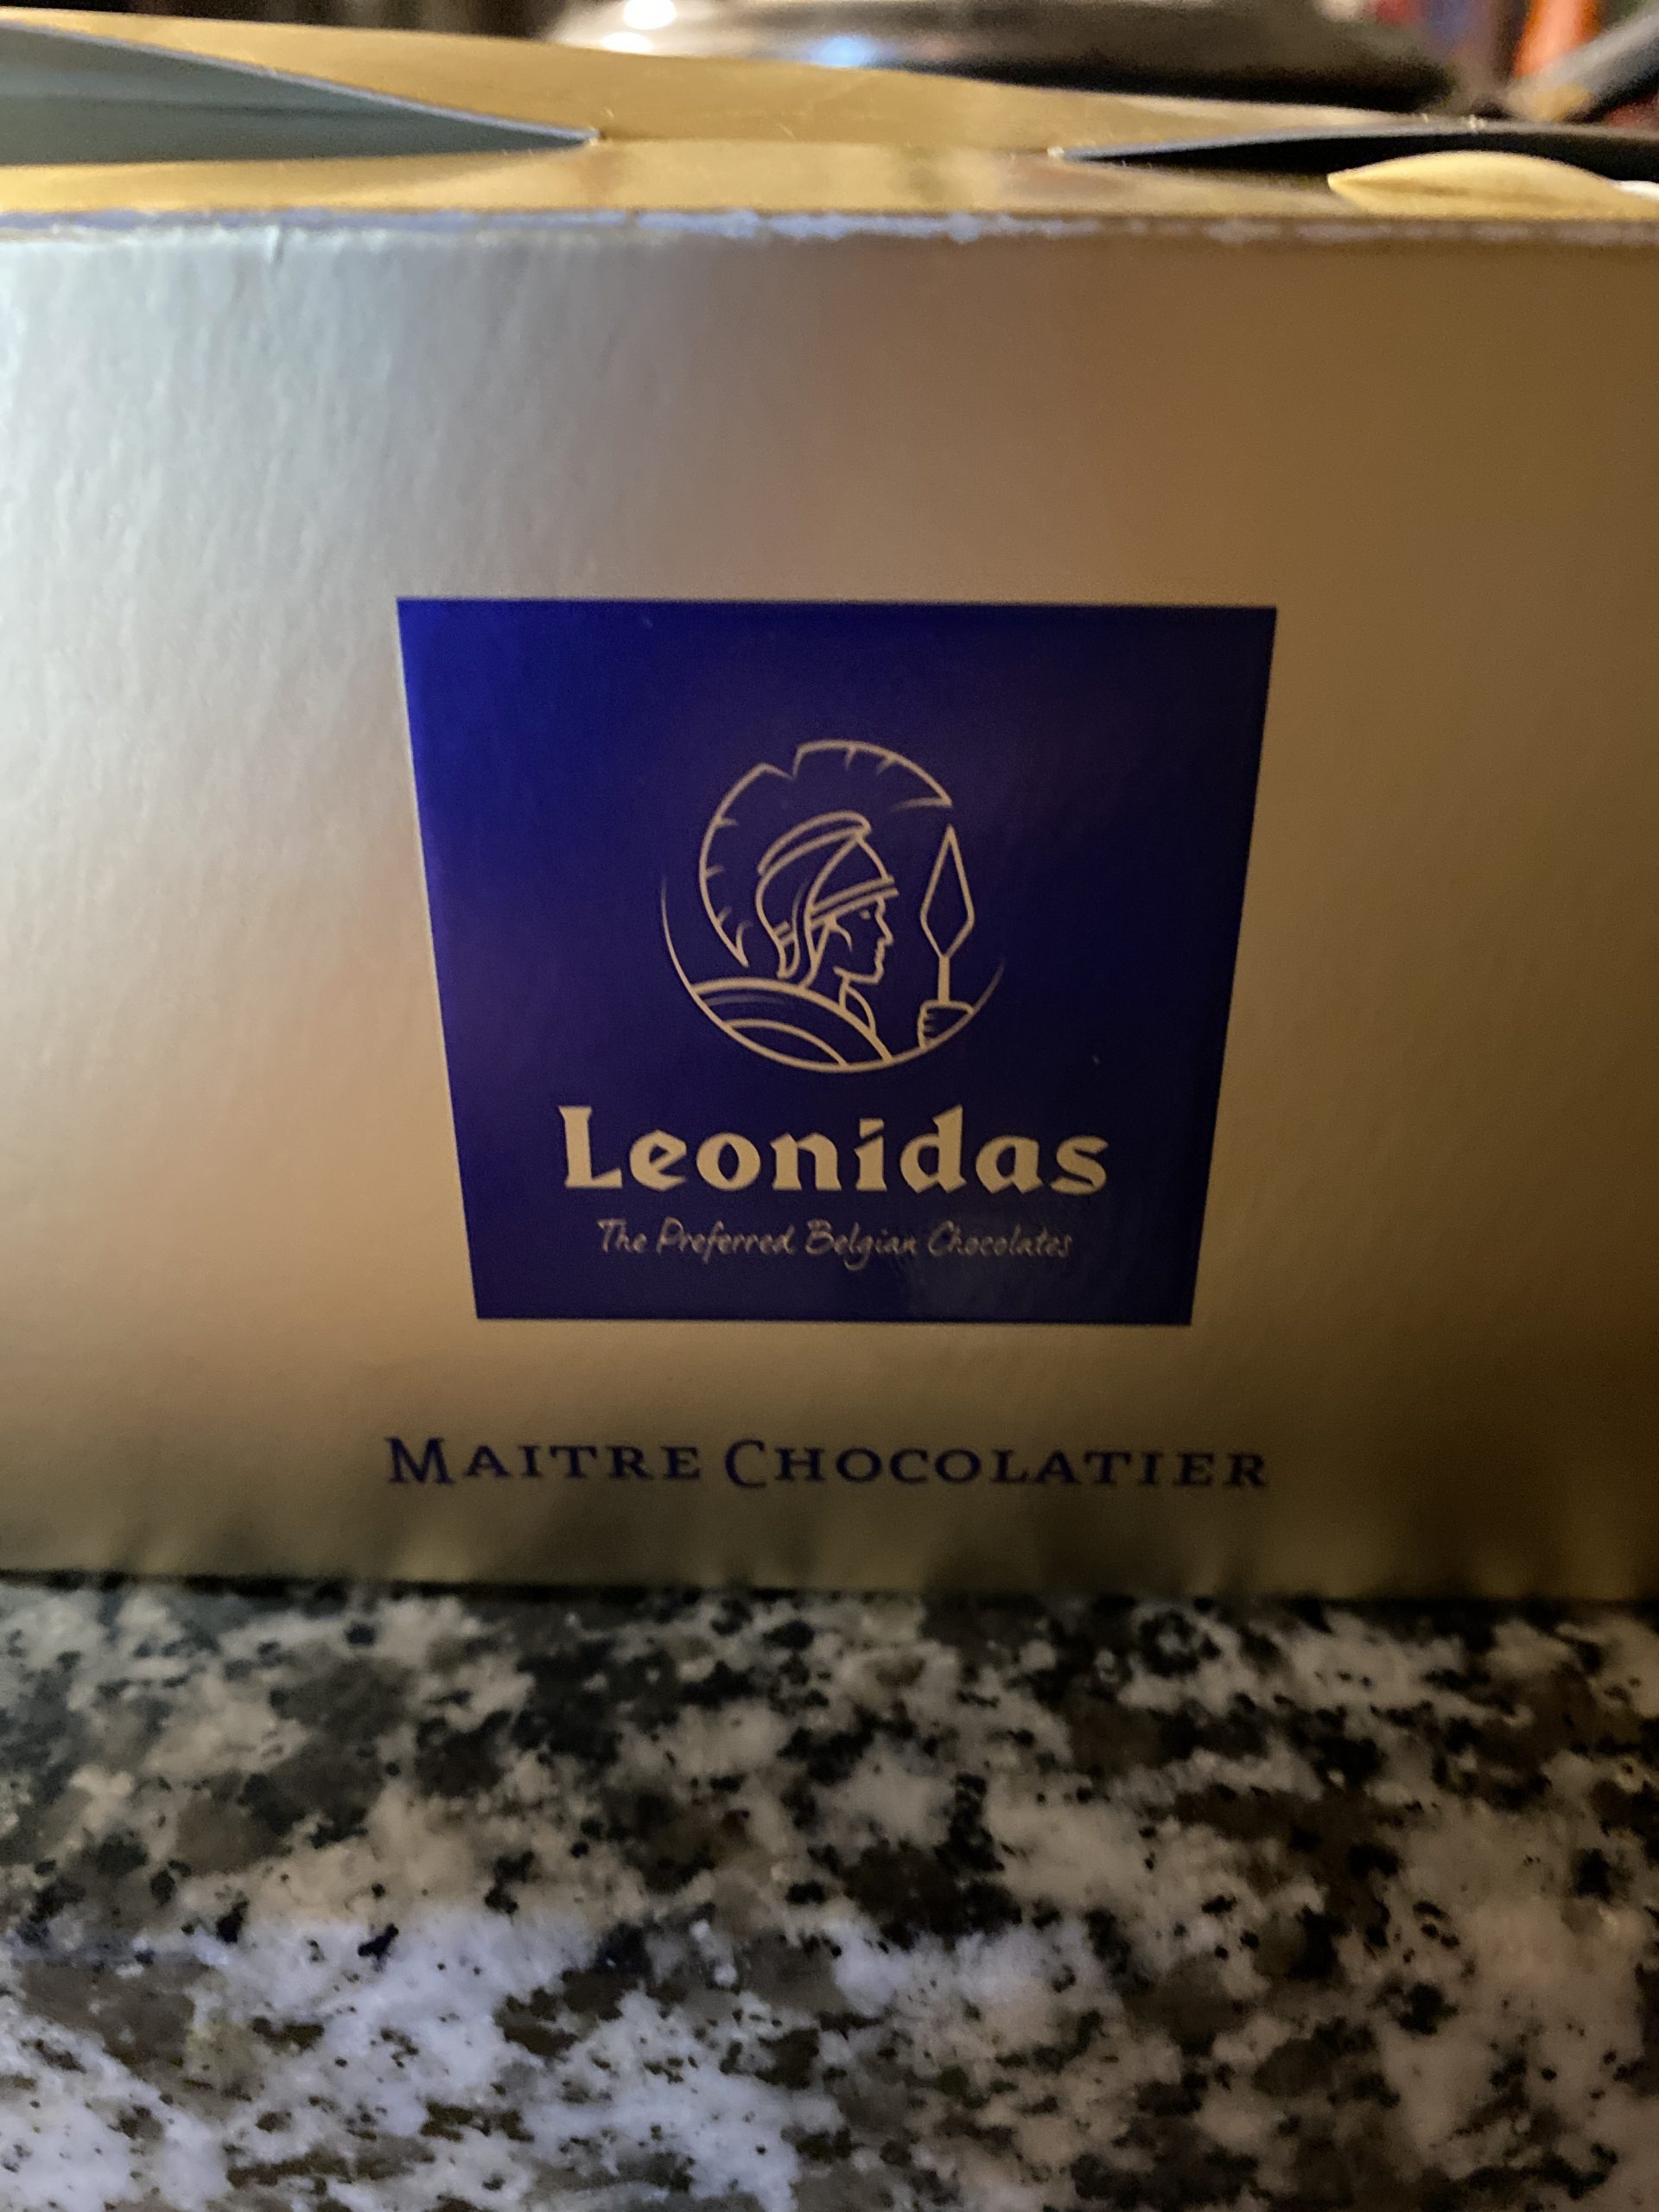 Leonidas
The Preferred Belgian Chocolates
MAITRE CHOCOLATIER